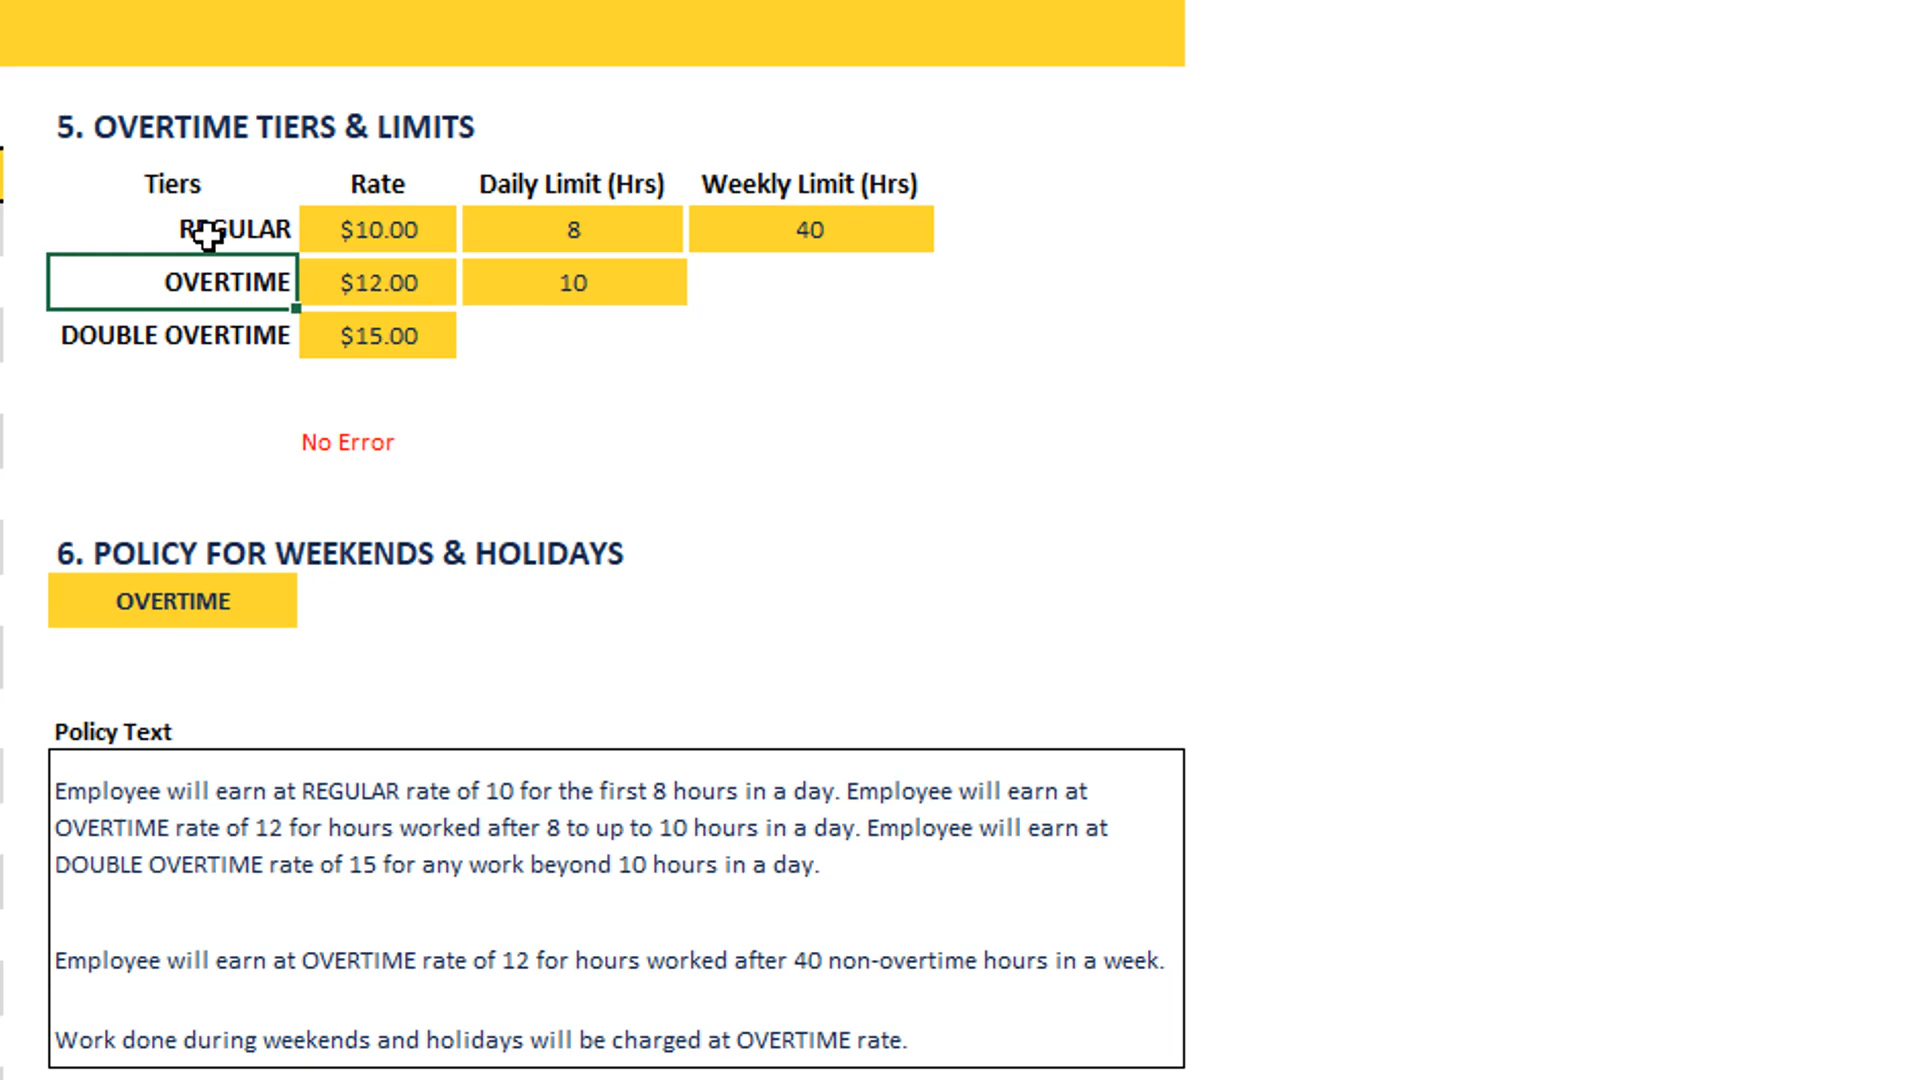 5. OVERTIME TIERS & LIMITS
Tiers Rate Daily Limit (Hrs) Weekly Limit (Hrs)
REGULAR $10.00 8 40
OVERTIME $12.00 10
DOUBLE OVERTIME $15.00
No Error
6. POLICY FOR WEEKENDS & HOLIDAYS
OVERTIME
Policy Text
Employee will earn at REGULAR rate of 10 for the first 8 hours in a day. Employee will earn at
OVERTIME rate of 12 for hours worked after 8 to up to 10 hours in a day. Employee will earn at
DOUBLE OVERTIME rate of 15 for any work beyond 10 hours in a day.
Employee will earn at OVERTIME rate of 12 for hours worked after 40 non-overtime hours in a week.
Work done during weekends and holidays will be charged at OVERTIME rate.